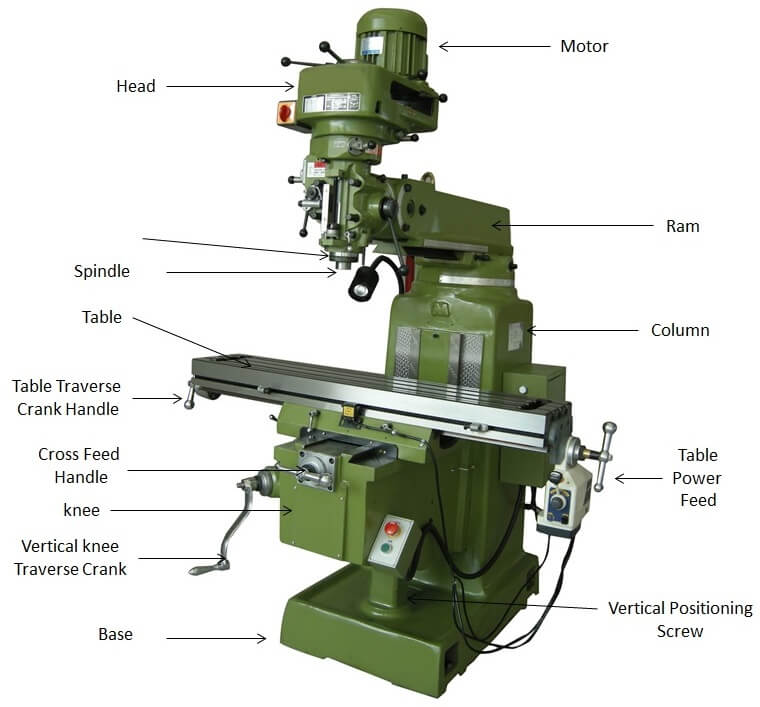 Motor
Head
Ram
Spindle
Table
Column
Table Traverse
Crank Handle
Cross Feed
Handle
Table
Power
Feed
knee
Vertical knee
Traverse Crank
Vertical Positioning
Screw
Base